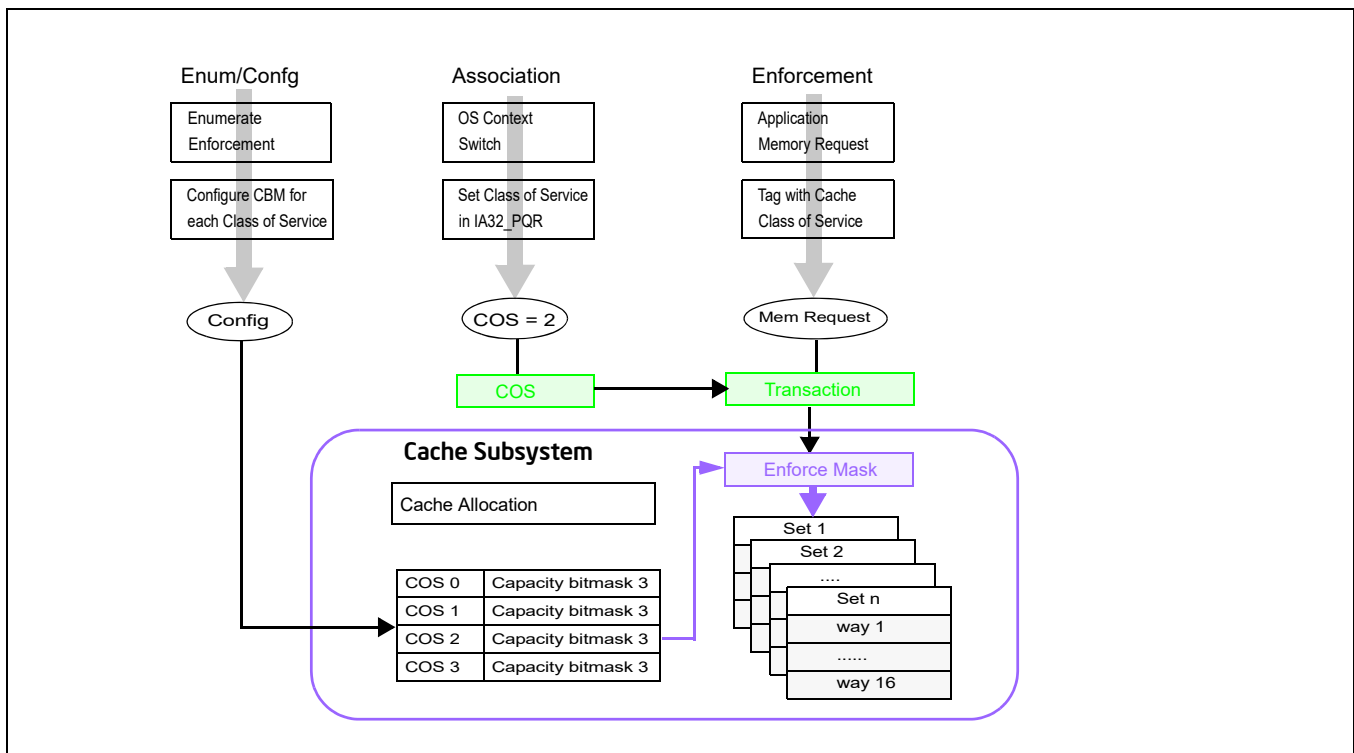 Enum/Confg
Enumerate
Enforcement
Configure CBM for
each Class of Service
Config
Association
OS Context
Switch
Set Class of Service
in IA32_PQR
COS = 2
COS
Enforcement
Application
Memory Request
Tag with Cache
Class of Service
Mem Request
Transaction
Cache Subsystem
Cache Allocation
COS 0 Capacity bitmask 3
COS 1 Capacity bitmask 3
COS 2 Capacity bitmask 3
COS 3 Capacity bitmask 3
Enforce Mask
Set 1
Set 2
....
Set n
way 1
......
way 16